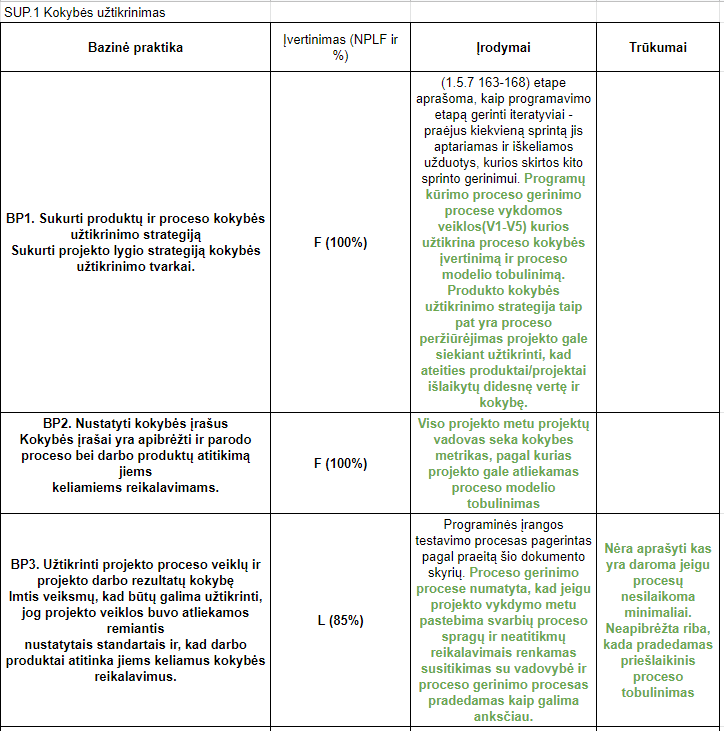 SUP.1 Kokybės užtikrinimas
Bazinė praktika
Įvertinimas (NPLF ir
%)
Įrodymai
Trūkumai
BP1. Sukurti produktų ir proceso kokybės
užtikrinimo strategiją
Sukurti projekto lygio strategiją kokybės
užtikrinimo tvarkai.
F (100%)
(1.5.7 163-168) etape
aprašoma, kaip programavimo
etapą gerinti iteratyviai -
praėjus kiekvieną sprintą jis
aptariamas ir iškeliamos
užduotys, kurios skirtos kito
sprinto gerinimui. Programų
kūrimo proceso gerinimo
procese vykdomos
veiklos(V1-V5) kurios
užtikrina proceso kokybės
įvertinimą ir proceso
modelio tobulinimą.
Produkto kokybės
užtikrinimo strategija taip
pat yra proceso
peržiūrėjimas projekto gale
siekiant užtikrinti, kad
ateities produktai/projektai
išlaikytų didesnę vertę ir
kokybę.
BP2. Nustatyti kokybės įrašus
Kokybės įrašai yra apibrėžti ir parodo
proceso bei darbo produktų atitikimą
jiems
keliamiems reikalavimams.
F (100%)
Viso projekto metu projektų
vadovas seka kokybes
metrikas, pagal kurias
projekto gale atliekamas
proceso modelio
tobulinimas
BP3. Užtikrinti projekto proceso veiklų ir
projekto darbo rezultatų kokybę
Imtis veiksmų, kad būtų galima užtikrinti,
jog projekto veiklos buvo atliekamos
remiantis
nustatytais standartais ir, kad darbo
produktai atitinka jiems keliamus kokybės
reikalavimus.
L (85%)
Programinės įrangos
testavimo procesas pagerintas
pagal praeitą šio dokumento
skyrių. Proceso gerinimo
procese numatyta, kad jeigu
projekto vykdymo metu
pastebima svarbių proceso
spragų ir neatitikmų
reikalavimais renkamas
susitikimas su vadovybė ir
proceso gerinimo procesas
pradedamas kaip galima
anksčiau.
Nėra aprašyti kas
yra daroma jeigu
procesų
nesilaikoma
minimaliai.
Neapibrėžta riba,
kada pradedamas
priešlaikinis
proceso
tobulinimas